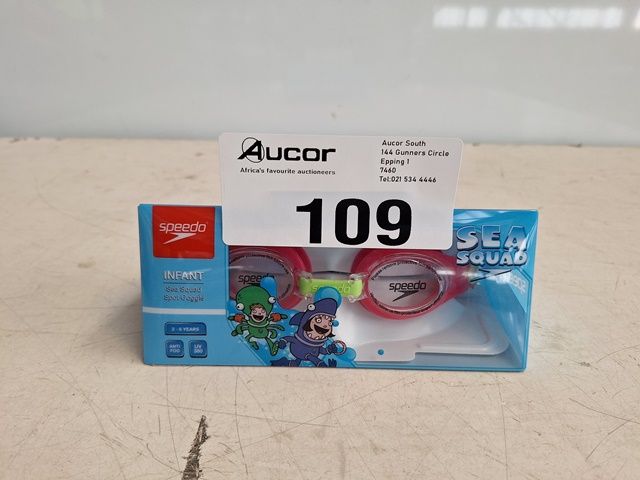 Aucor
Africa's favourite auctioneers
Aucor South
144 Gunners Circle
Epping 1
7460
Tel:021 534 4446
109
speedo
INFANT
Sea Squad
Spot Goggle
2 - 6 YEARS
ANTI
FOG
UV
380
speedo
speedo
SEA
SQUAD